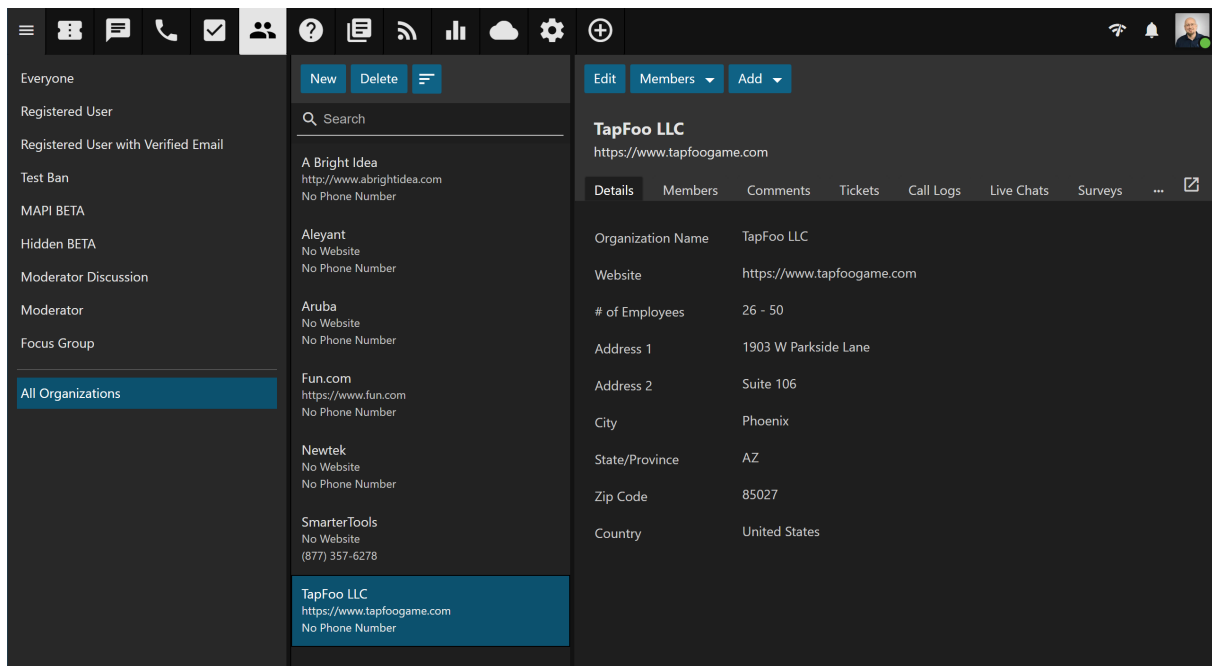 Everyone
Registered User
Registered User with Verified Email
Test Ban
MAPI BETA
Hidden BETA
Moderator Discussion
Moderator
Focus Group
All Organizations
New Delete
Search
A Bright Idea
http://www.abrightidea.com
No Phone Number
Aleyant
No Website
No Phone Number
Aruba
No Website
No Phone Number
Fun.com
https://www.fun.com
No Phone Number
Newtek
No Website
No Phone Number
SmarterTools
No Website
(877) 357-6278
TapFoo LLC
https://www.tapfoogame.com
No Phone Number
Edit Members Add
TapFoo LLC
https://www.tapfoogame.com
Details Members Comments Tickets Call Logs Live Chats Surveys ...
Organization Name TapFoo LLC
Website https://www.tapfoogame.com
# of Employees 26 - 50
Address 1 1903 W Parkside Lane
Address 2 Suite 106
City Phoenix
State/Province AZ
Zip Code 85027
Country United States